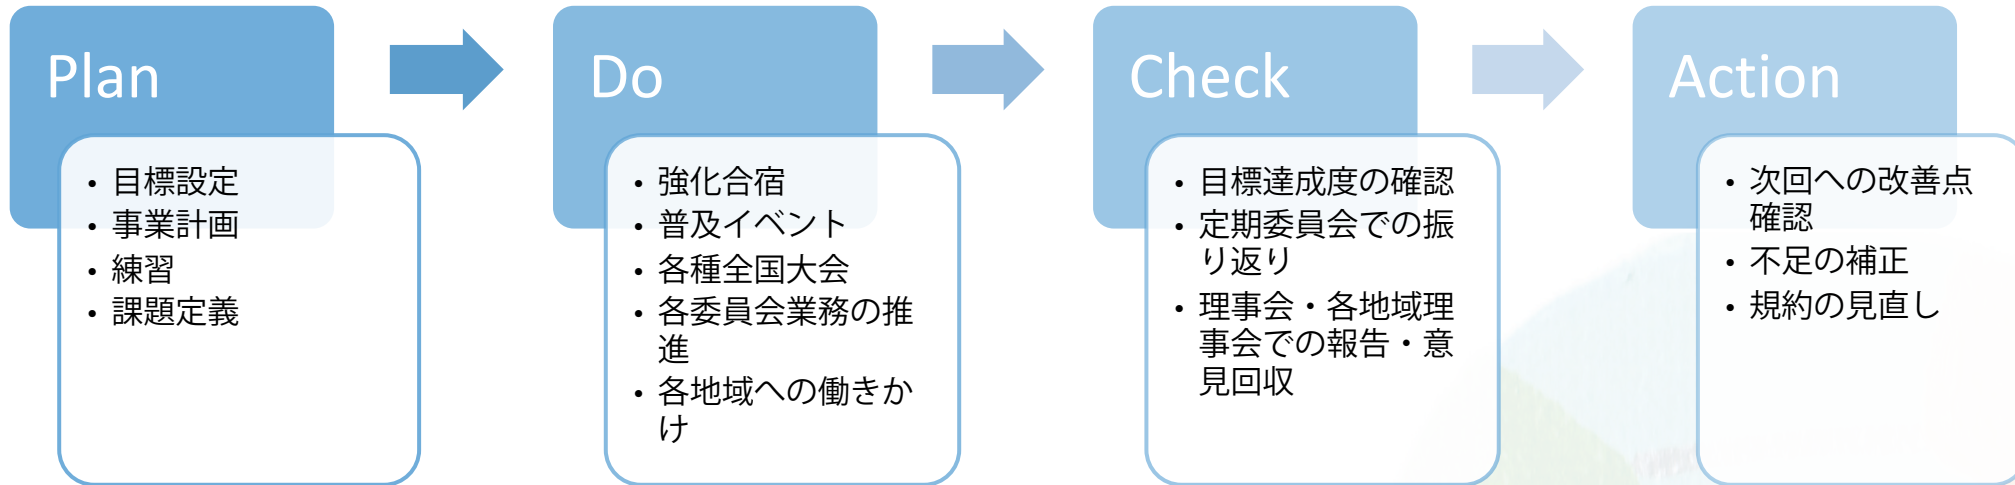 Plan
• 目標設定
• 事業計画
• 練習
• 課題定義
Do
• 強化合宿
• 普及イベント
• 各種全国大会
• 各委員会業務の推
進
• 各地域への働きか
け
Check
• 目標達成度の確認
• 定期委員会での振
り返り
• 理事会・各地域理
事会での報告・意
見回収
Action
• 次回への改善点
確認
• 不足の補正
• 規約の見直し